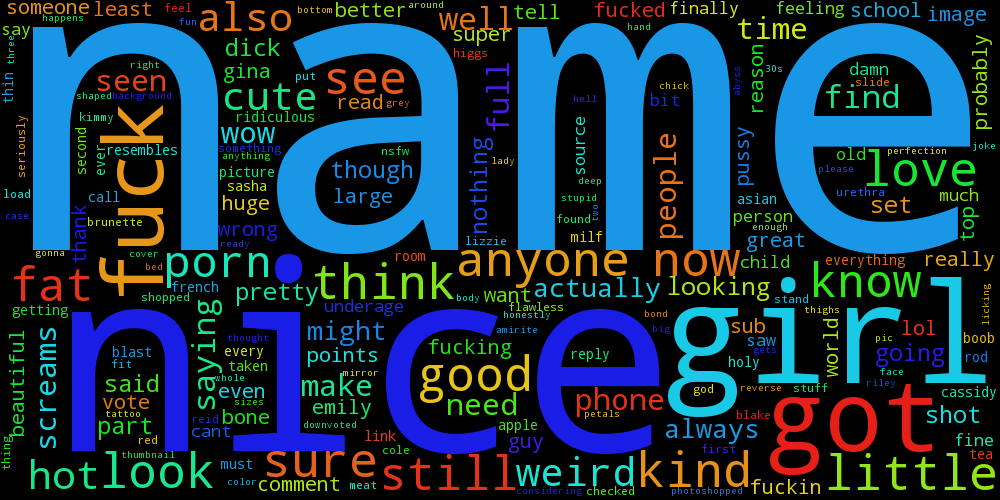 someone least feel also bottom better around well tell fucked finally feeling school image
happens fun super hand time
say three name
dick higgs probably
right gina put see full chick reason 30s abyss damn
thin seen slide
shaped background cute read grey hell bit find
kimmy ridiculous source
seriously second fuck wow nsfw people pussy joke
ever resembles something anything lady old perfection
picture though nothing deep please love
load call sasha large stupid urethra much
case brunette huge found two asian set
thank wrong milf person top
ready lizzie enough great
gonna cover porn room anyone now child everything really
bed
fat french think body want actually looking know
shopped pretty flawless stand licking
getting underage honestly bond thighs
nice girl
beautiful screams saying thought might amirite big sub world lol pic boob
blast every points fucking reply saw going rod
fit taken mirror gets holy face
said whole even make good god reverse stuff riley cassidy
vote sizes emily need phone
tattoo reid downvoted petals blake got shot
part bone apple
red cant link guy always fine
thing cole first
hot look thumbnail must sure still weird kind tea
color comment meat considering checked photoshopped fuckin little